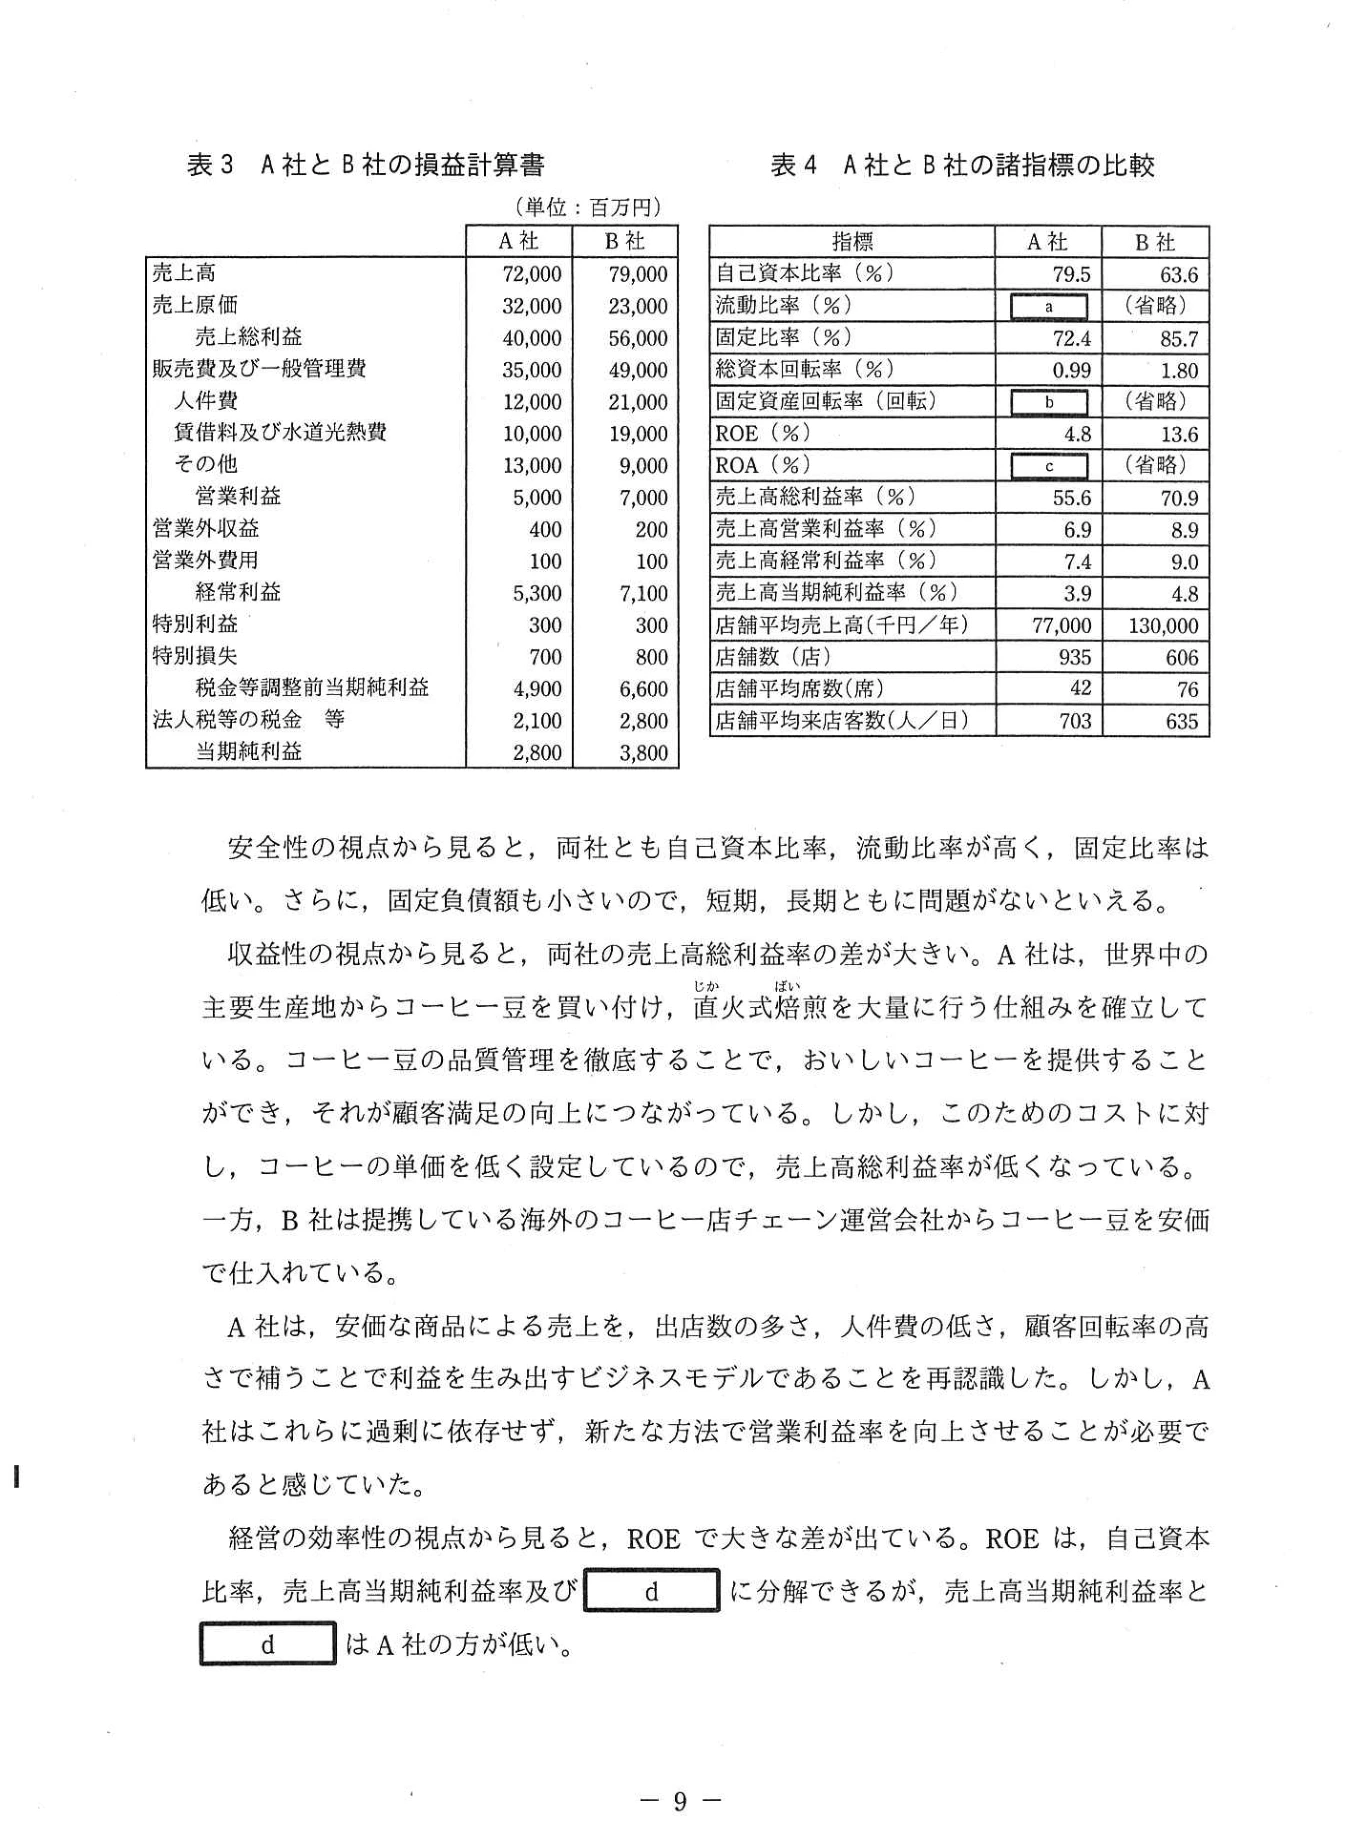 表3　A社とB社の損益計算書
（単位：百万円）
A社 B社
売上高 72,000 79,000
売上原価 32,000 23,000
売上総利益 40,000 56,000
販売費及び一般管理費 35,000 49,000
人件費 12,000 21,000
賃借料及び水道光熱費 10,000 19,000
その他 13,000 9,000
営業利益 5,000 7,000
営業外収益 400 200
営業外費用 100 100
経常利益 5,300 7,100
特別利益 300 300
特別損失 700 800
税金等調整前当期純利益 4,900 6,600
法人税等の税金　等 2,100 2,800
当期純利益 2,800 3,800
表4　A社とB社の諸指標の比較
指標 A社 B社
自己資本比率（％） 79.5 63.6
流動比率（％） a （省略）
固定比率（％） 72.4 85.7
総資本回転率（％） 0.99 1.80
固定資産回転率（回転） b （省略）
ROE（％） 4.8 13.6
ROA（％） c （省略）
売上高総利益率（％） 55.6 70.9
売上高営業利益率（％） 6.9 8.9
売上高経常利益率（％） 7.4 9.0
売上高当期純利益率（％） 3.9 4.8
店舗平均売上高(千円／年) 77,000 130,000
店舗数（店） 935 606
店舗平均席数(席) 42 76
店舗平均来店客数(人／日) 703 635
安全性の視点から見ると，両社とも自己資本比率，流動比率が高く，固定比率は
低い。さらに，固定負債額も小さいので，短期，長期ともに問題がないといえる。
収益性の視点から見ると，両社の売上高総利益率の差が大きい。A社は，世界中の
じか ばい
主要生産地からコーヒー豆を買い付け，直火式焙煎を大量に行う仕組みを確立して
いる。コーヒー豆の品質管理を徹底することで，おいしいコーヒーを提供すること
ができ，それが顧客満足の向上につながっている。しかし，このためのコストに対
し，コーヒーの単価を低く設定しているので，売上高総利益率が低くなっている。
一方，B社は提携している海外のコーヒー店チェーン運営会社からコーヒー豆を安価
で仕入れている。
A社は，安価な商品による売上を，出店数の多さ，人件費の低さ，顧客回転率の高
さで補うことで利益を生み出すビジネスモデルであることを再認識した。しかし，A
社はこれらに過剰に依存せず，新たな方法で営業利益率を向上させることが必要で
あると感じていた。
経営の効率性の視点から見ると，ROEで大きな差が出ている。ROEは，自己資本
比率，売上高当期純利益率及び d に分解できるが，売上高当期純利益率と
d はA社の方が低い。
－ 9 －